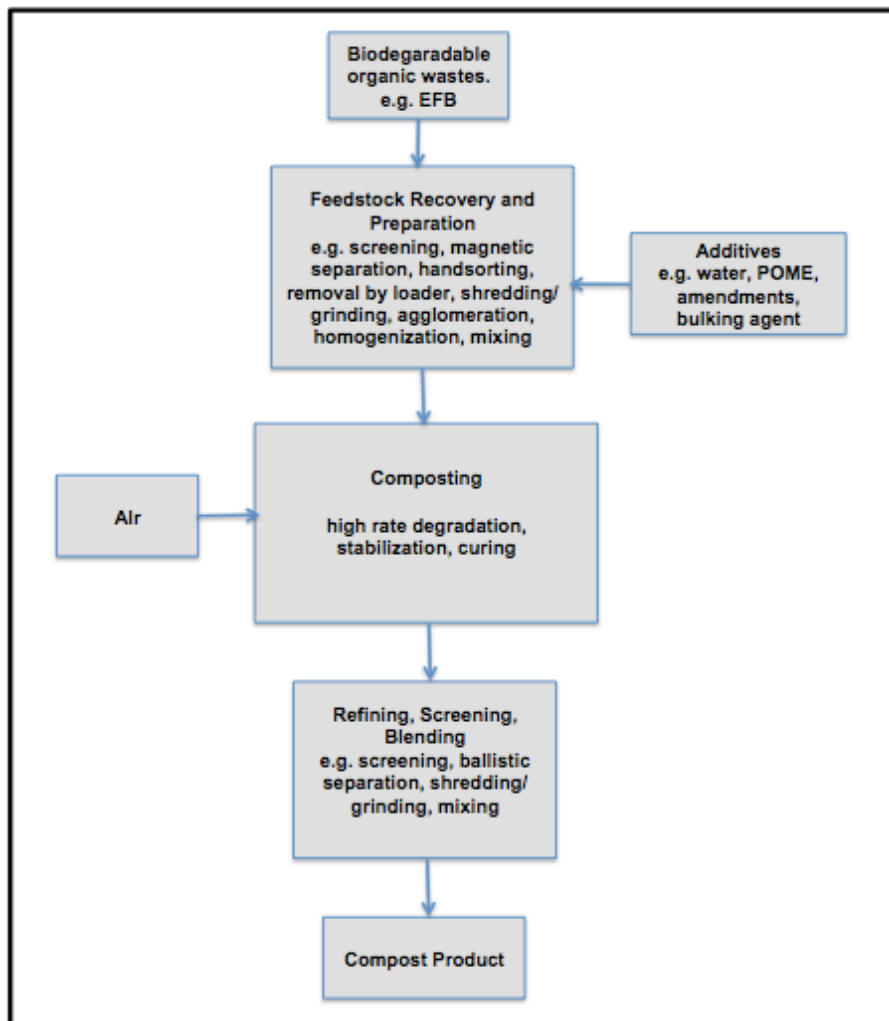 Biodegaradable
organic wastes.
e.g. EFB
Feedstock Recovery and
Preparation
e.g. screening, magnetic
separation, handsorting,
removal by loader, shredding/
grinding, agglomeration,
homogenization, mixing
Additives
e.g. water, POME,
amendments,
bulking agent
Composting
high rate degradation,
stabilization, curing
AIr
Refining, Screening,
Blending
e.g. screening, ballistic
separation, shredding/
grinding, mixing
Compost Product